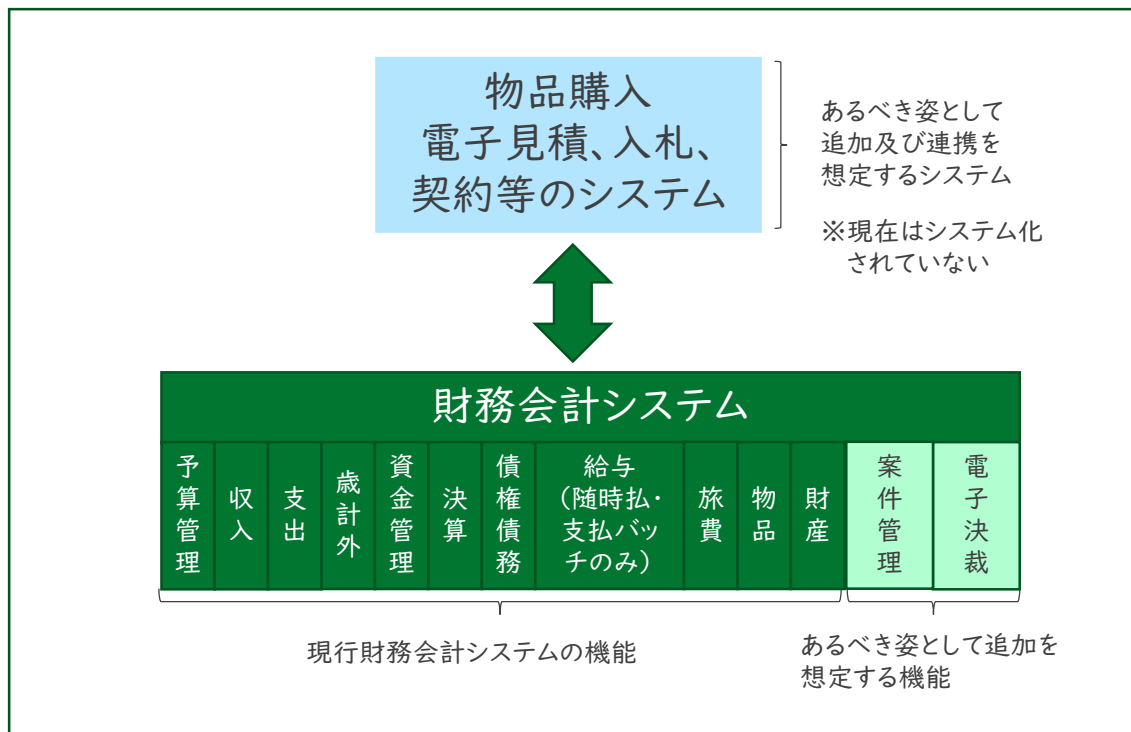 物品購入
電子見積、入札、
契約等のシステム
あるべき姿として
追加及び連携を
想定するシステム
※現在はシステム化
されていない
財務会計システム
予算管理
収入
支出
歳計外
資金管理
決算
債権債務
給与
（随時払・
支払バッ
チのみ）
旅費
物品
財産
案件管理
電子決裁
現行財務会計システムの機能
あるべき姿として追加を
想定する機能